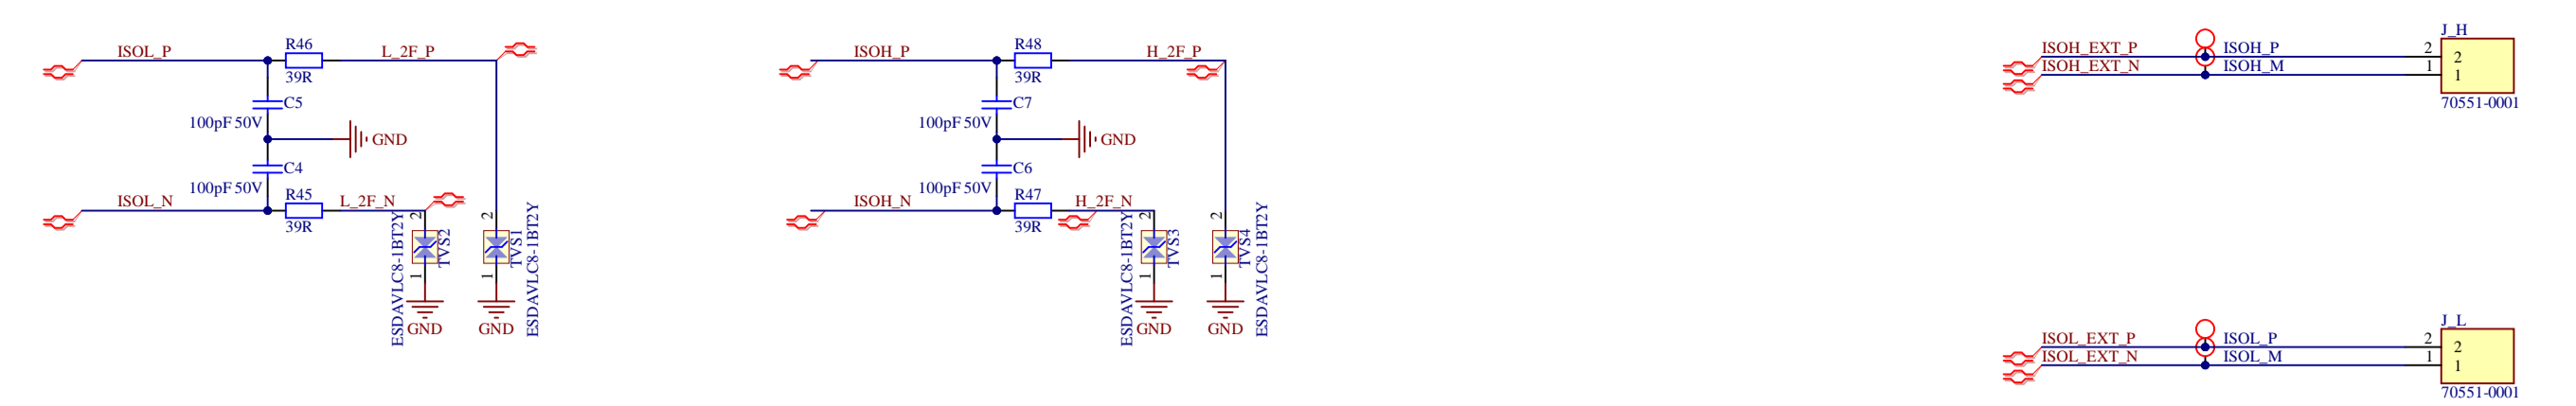 ISOL_P
R46
39R
L_2F_P
C5
100pF 50V
GND
C4
100pF 50V
ISOL_N
R45
39R
L_2F_N
2
1
TVS2
ESDAVLC8-1BT2Y
GND
2
1
TVS1
ESDAVLC8-1BT2Y
GND
ISOH_P
R48
39R
H_2F_P
C7
100pF 50V
GND
C6
100pF 50V
ISOH_N
R47
39R
H_2F_N
2
1
TVS3
ESDAVLC8-1BT2Y
GND
2
1
TVS4
ESDAVLC8-1BT2Y
GND
J_H
ISOH_EXT_P ISOH_P 2 2
ISOH_EXT_N ISOH_M 1 1
70551-0001
J_L
ISOL_EXT_P ISOL_P 2 2
ISOL_EXT_N ISOL_M 1 1
70551-0001